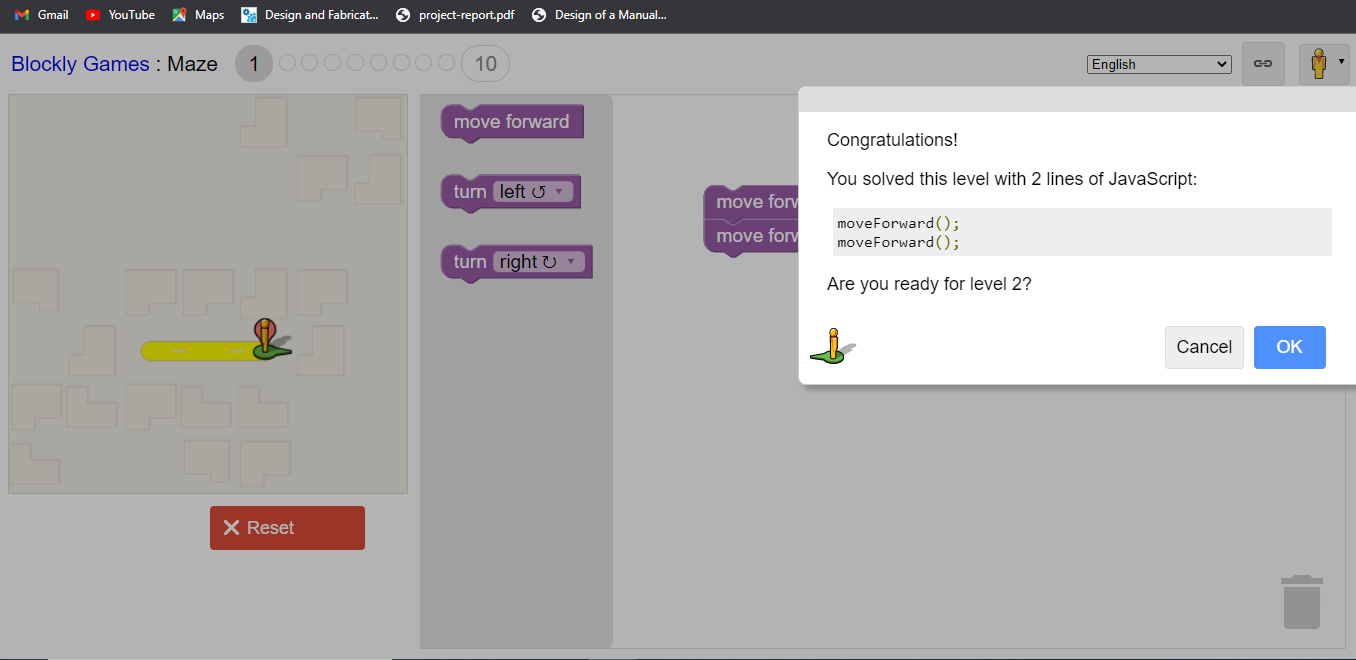 Gmail YouTube Maps Design and Fabricat... project-report.pdf Design of a Manual...
Blockly Games : Maze 1 10 English
move forward
turn left ↺
turn right ↻
move forw
move forw
Congratulations!
You solved this level with 2 lines of JavaScript:
moveForward();
moveForward();
Are you ready for level 2?
Cancel OK
Reset